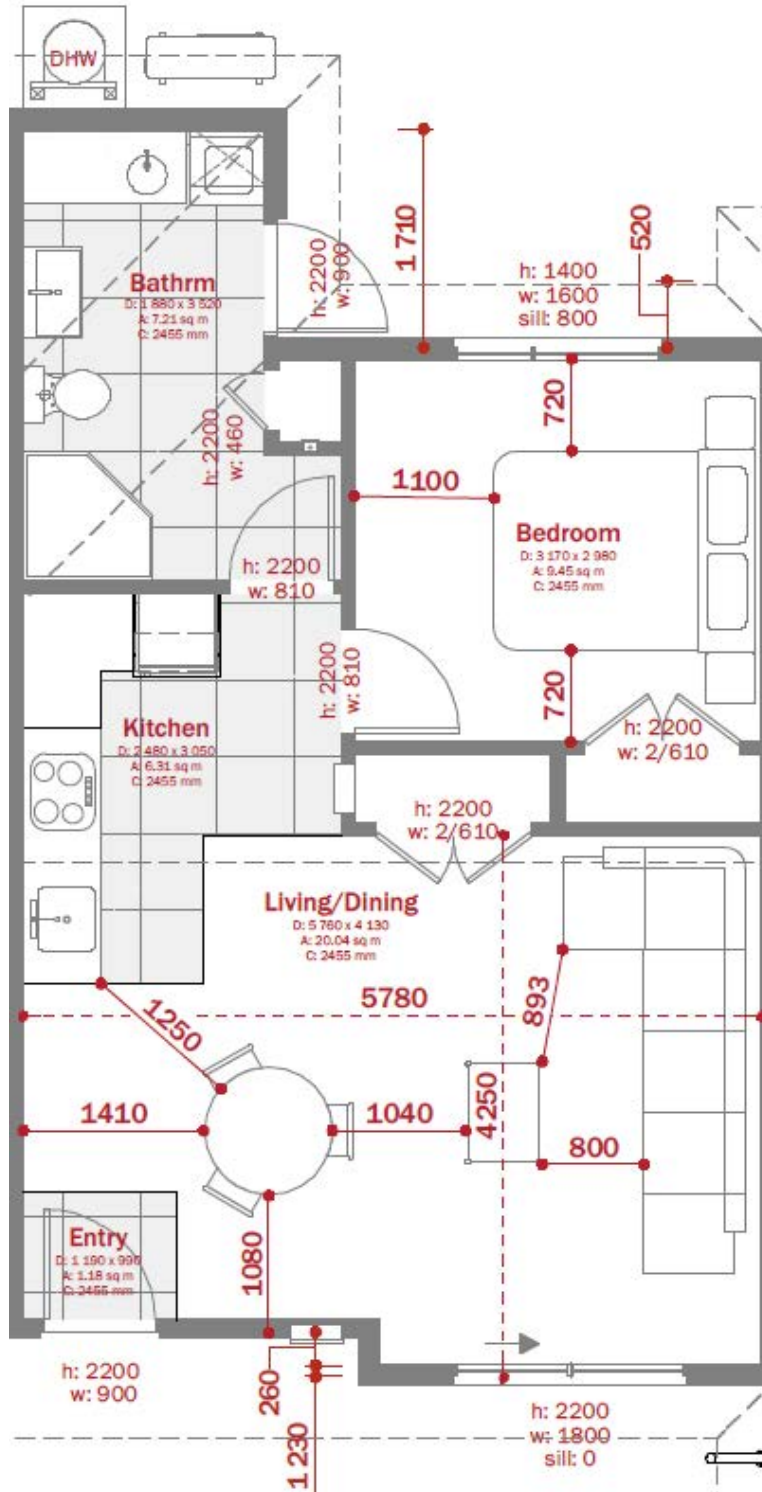 DHW
1 710
520
h: 2200
w: 900
h: 1400
w: 1600
sill: 800
Bathrm
D: 1 880 x 3 520
A: 7.21 sq m
C: 2455 mm
720
h: 2200
w: 460
1100
Bedroom
D: 3 170 x 2 980
A: 9.45 sq m
C: 2455 mm
h: 2200
w: 810
h: 2200
w: 810
720
h: 2200
w: 2/610
Kitchen
D: 2 480 x 3 050
A: 6.31 sq m
C: 2455 mm
h: 2200
w: 2/610
Living/Dining
D: 5 760 x 4 130
A: 20.04 sq m
C: 2455 mm
5780
893
1250
1410
1040
4250
800
Entry
D: 1 190 x 990
A: 1.18 sq m
C: 2455 mm
1080
h: 2200
w: 900
260
1 230
h: 2200
w: 1800
sill: 0